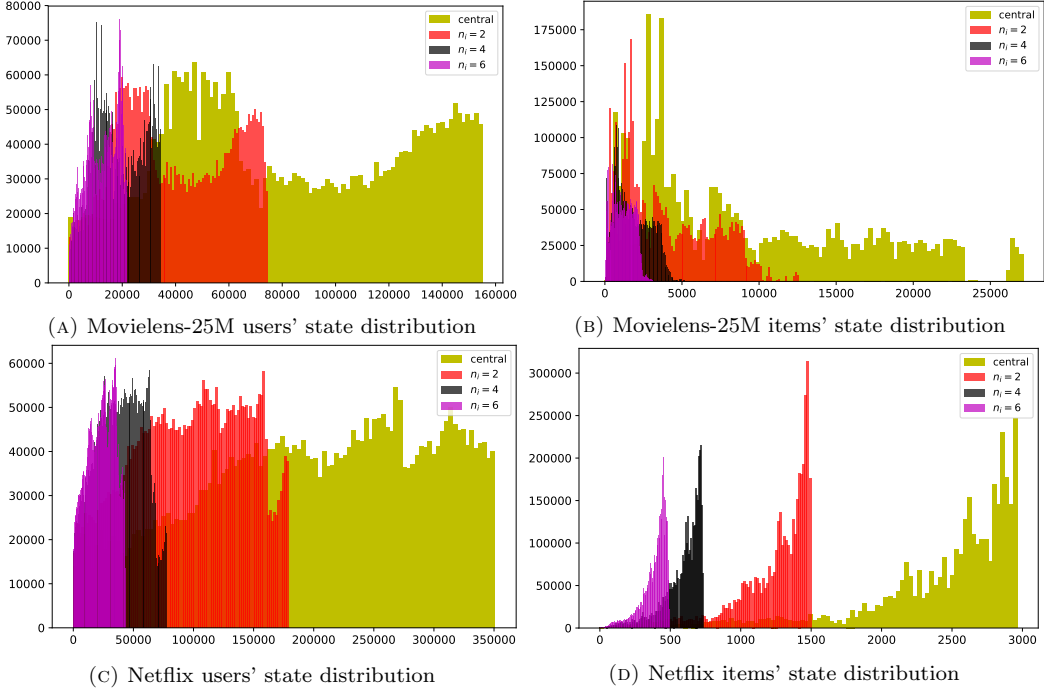 80000
70000
60000
50000
40000
30000
20000
10000
0
0 20000 40000 60000 80000 100000 120000 140000 160000
central
n_i = 2
n_i = 4
n_i = 6
(A) Movielens-25M users' state distribution
175000
150000
125000
100000
75000
50000
25000
0
0 5000 10000 15000 20000 25000
central
n_i = 2
n_i = 4
n_i = 6
(B) Movielens-25M items' state distribution
60000
50000
40000
30000
20000
10000
0
0 50000 100000 150000 200000 250000 300000 350000
central
n_i = 2
n_i = 4
n_i = 6
(C) Netflix users' state distribution
300000
250000
200000
150000
100000
50000
0
0 500 1000 1500 2000 2500 3000
central
n_i = 2
n_i = 4
n_i = 6
(D) Netflix items' state distribution